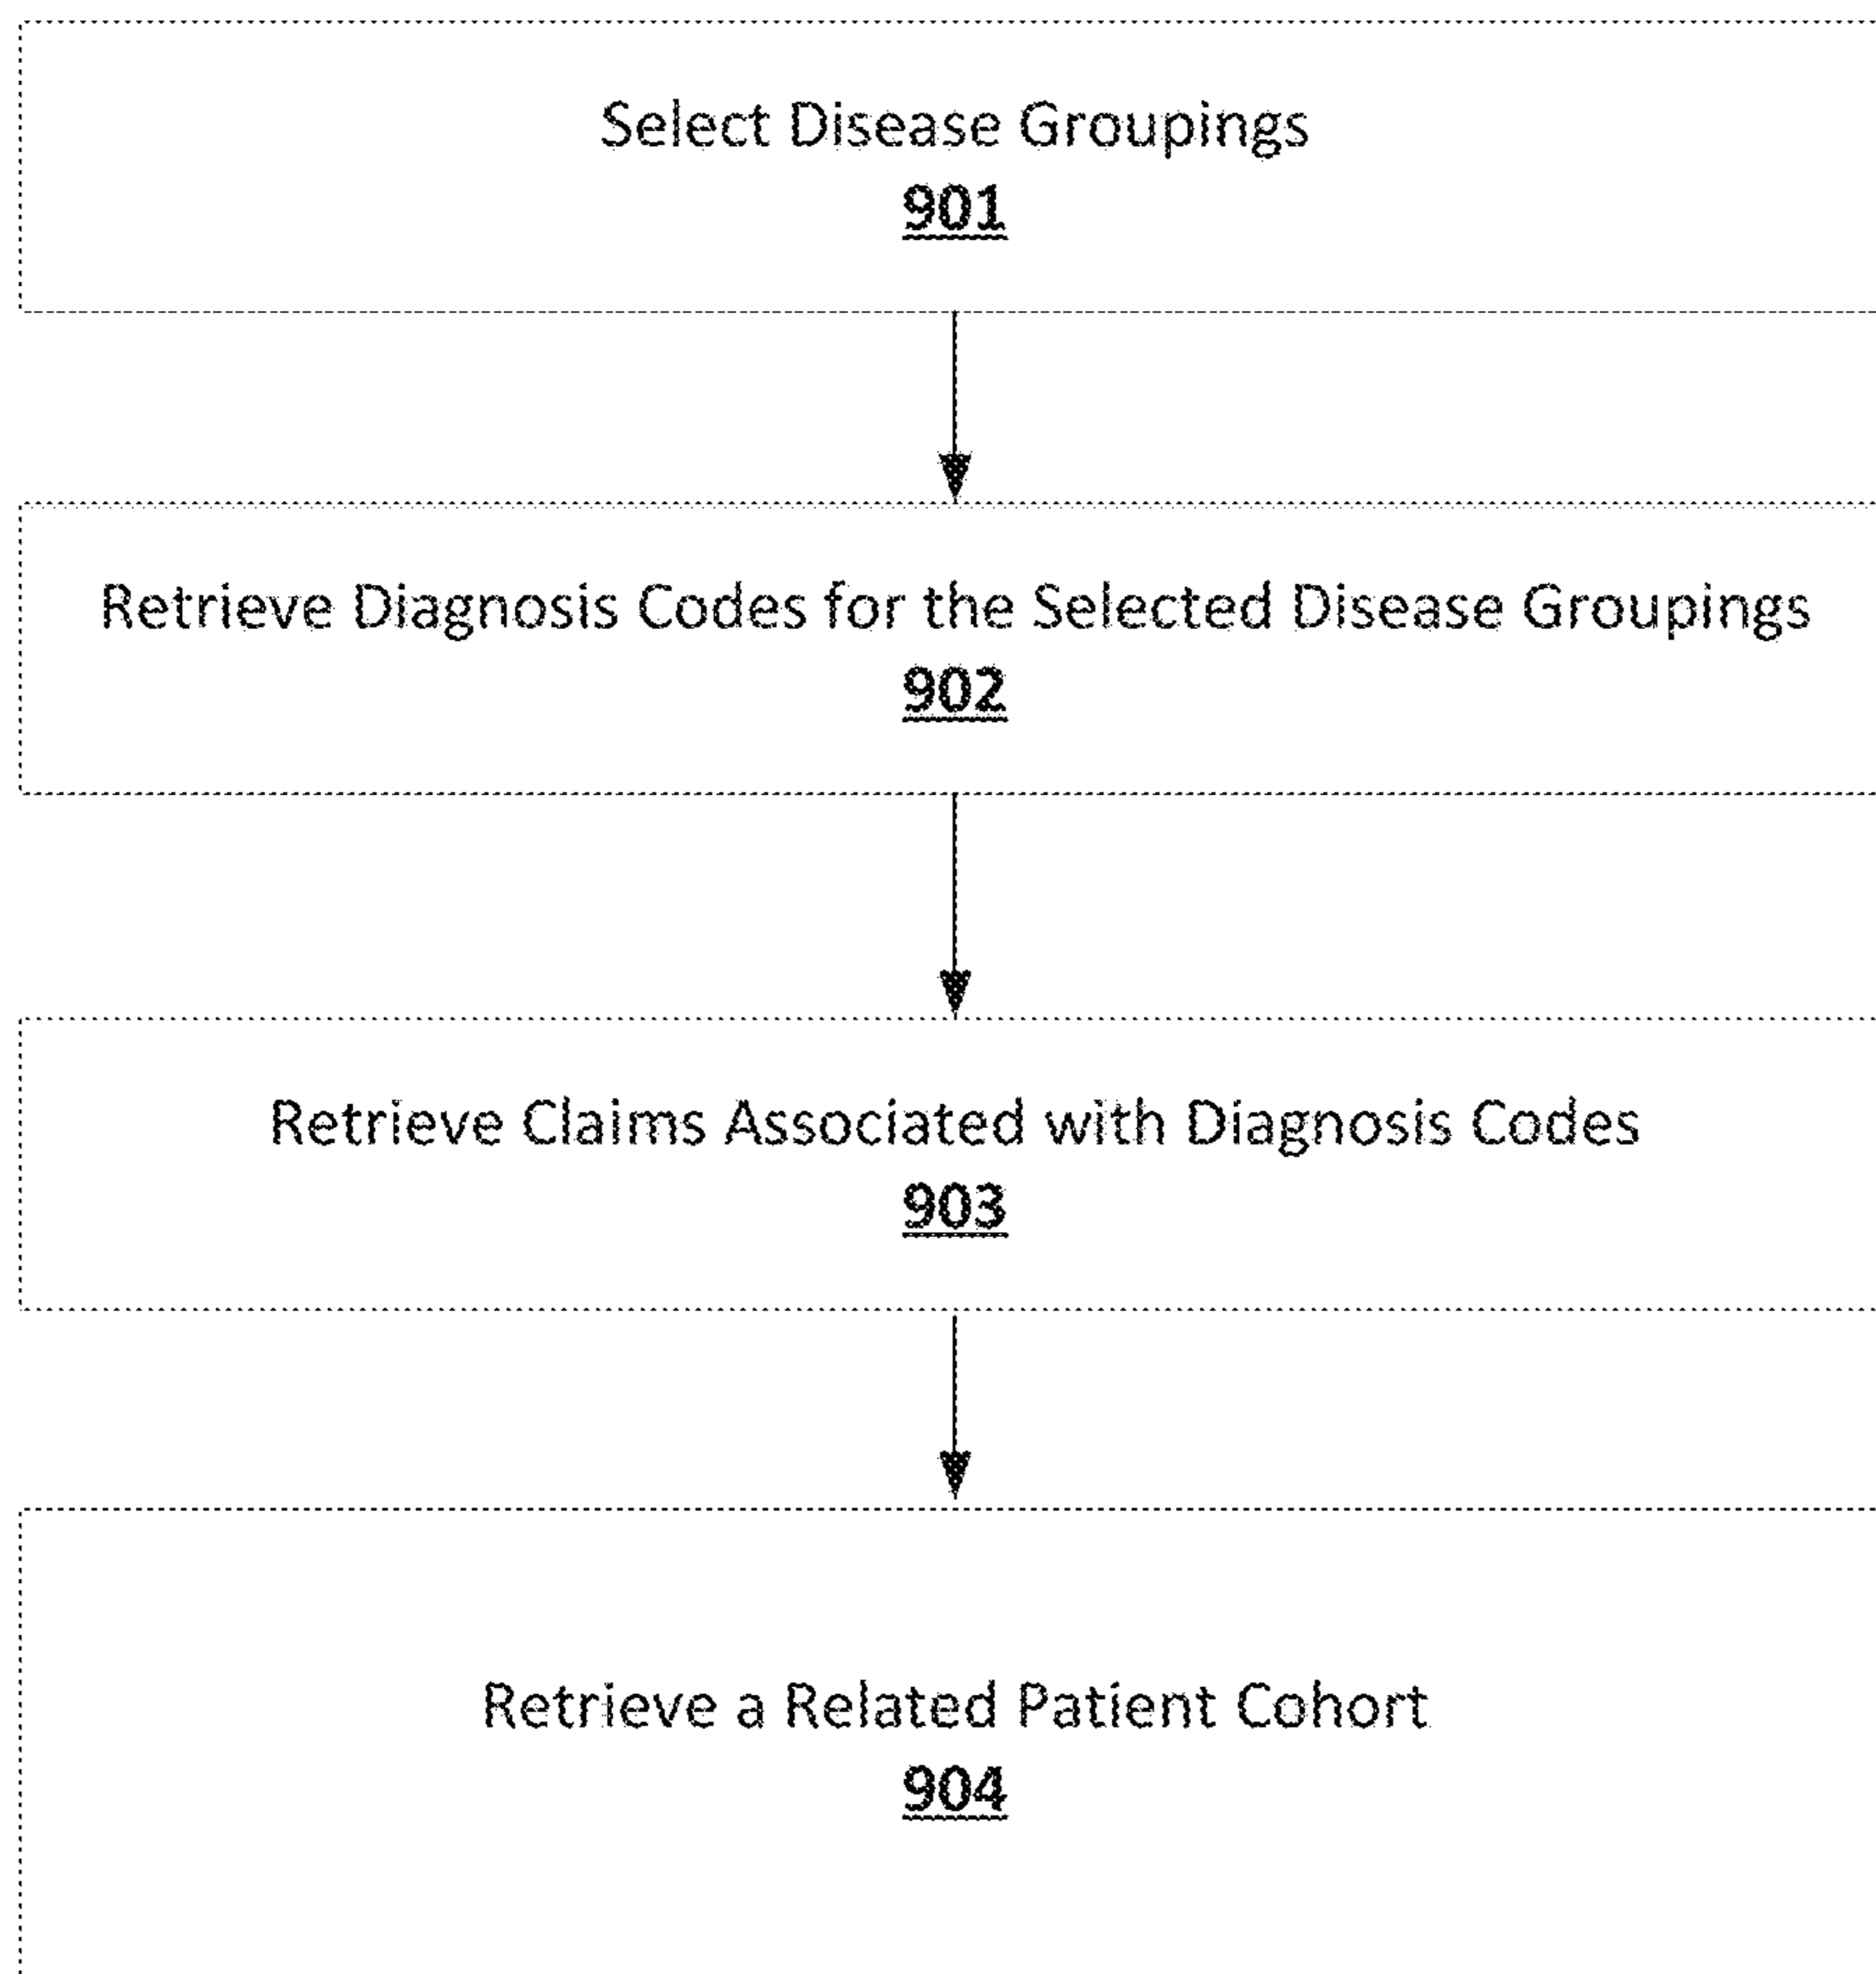 Select Disease Groupings
901
Retrieve Diagnosis Codes for the Selected Disease Groupings
902
Retrieve Claims Associated with Diagnosis Codes
903
Retrieve a Related Patient Cohort
904